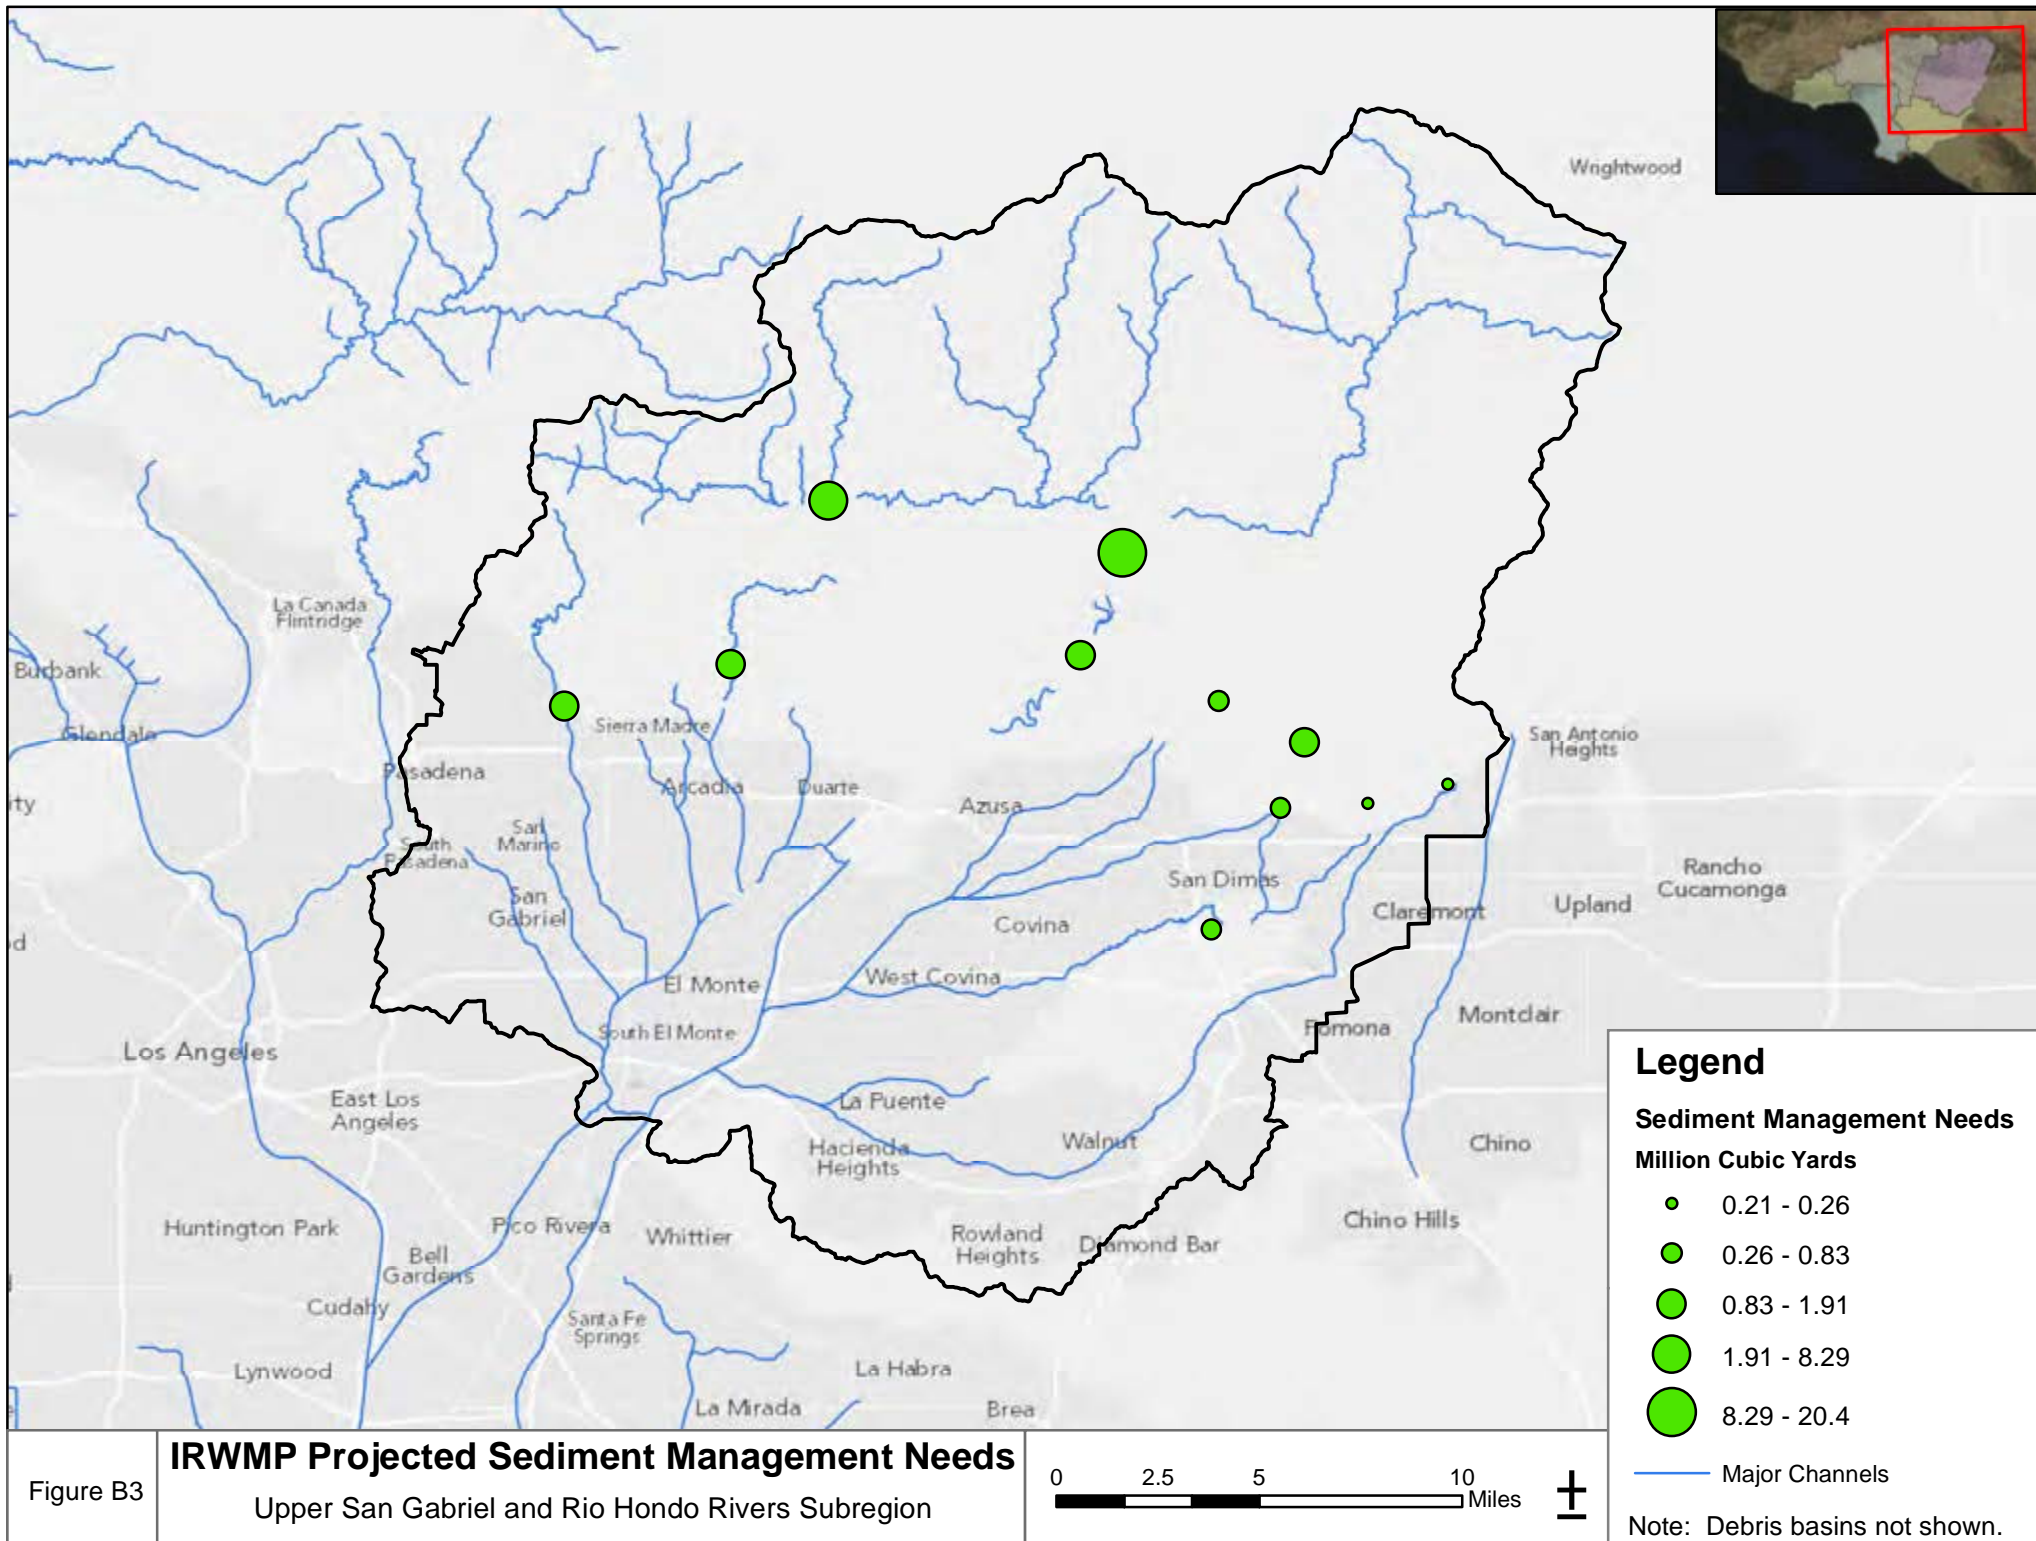 Wrightwood
La Canada
Flintridge
Burbank
Glendale
Sierra Madre
San Antonio
Heights
Pasadena
Arcadia
Duarte
Azusa
rty
San
Marino
South
Pasadena
San Dimas
Rancho
Cucamonga
San
Gabriel
Covina
Claremont
Upland
d
West Covina
El Monte
South El Monte
Pomona
Montclair
Los Angeles
East Los
Angeles
La Puente
Hacienda
Heights
Walnut
Chino
Huntington Park
Pico Rivera
Whittier
Rowland
Heights
Diamond Bar
Chino Hills
Bell
Gardens
Cudahy
Santa Fe
Springs
Lynwood
La Habra
La Mirada
Brea
Legend
Sediment Management Needs
Million Cubic Yards
0.21 - 0.26
0.26 - 0.83
0.83 - 1.91
1.91 - 8.29
8.29 - 20.4
Major Channels
Note: Debris basins not shown.
Figure B3
IRWMP Projected Sediment Management Needs
Upper San Gabriel and Rio Hondo Rivers Subregion
0 2.5 5 10
Miles